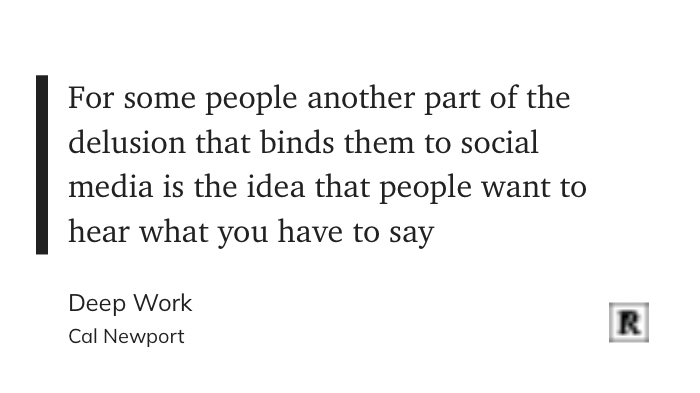 For some people another part of the
delusion that binds them to social
media is the idea that people want to
hear what you have to say
Deep Work
Cal Newport
R